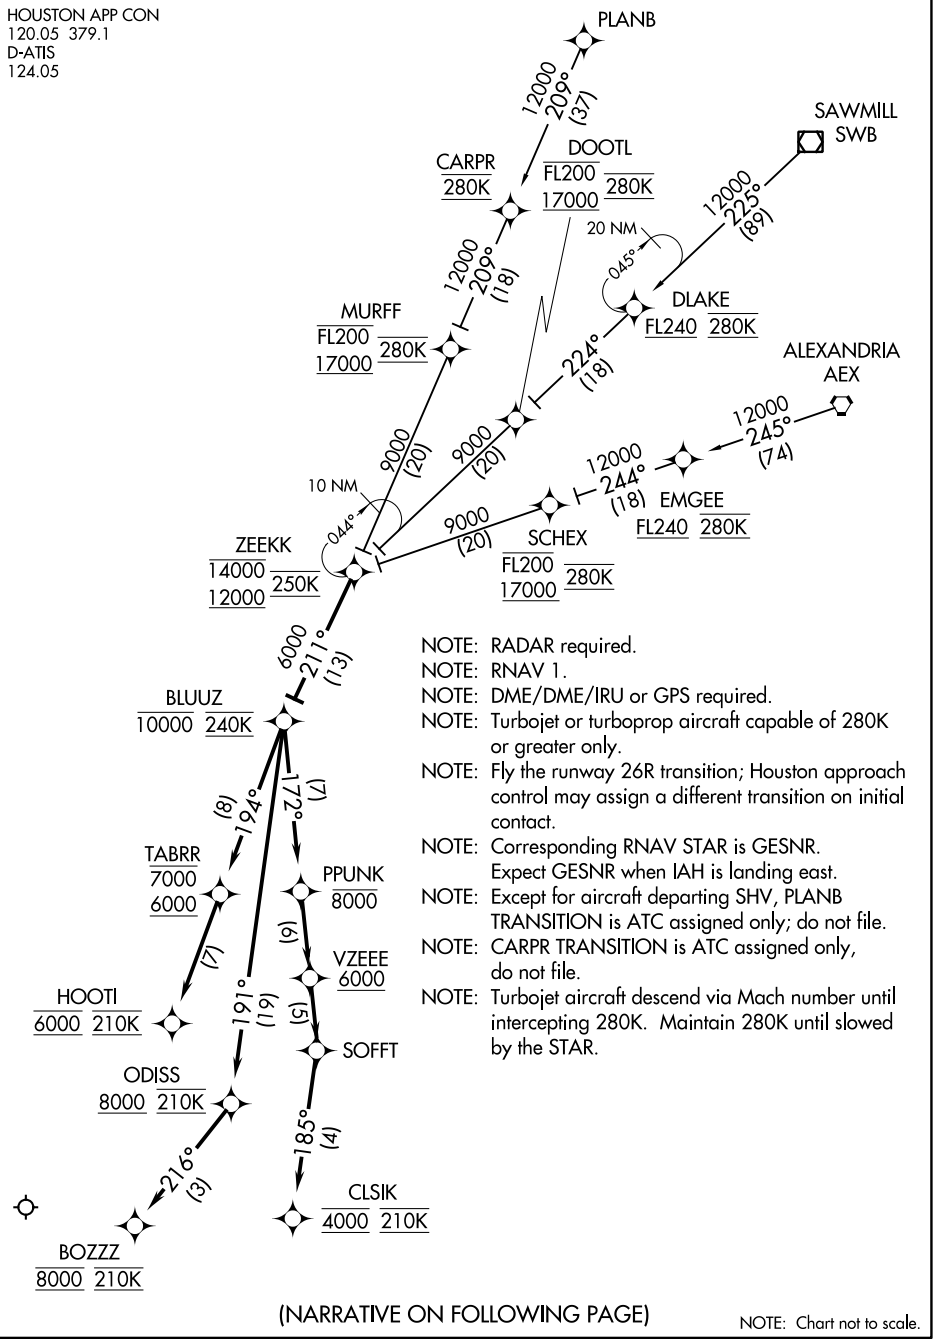 HOUSTON APP CON
120.05 379.1
D-ATIS
124.05
PLANB
12000
209°
(37)
SAWMILL
SWB
12000
225°
(89)
DOOTL
FL200
17000
280K
CARPR
280K
12000
209°
(18)
20 NM
045°
DLAKE
FL240 280K
MURFF
FL200
17000
280K
224°
(18)
ALEXANDRIA
AEX
12000
245°
(74)
9000
(20)
9000
(20)
12000
244°
(18)
EMGEE
FL240 280K
10 NM
044°
9000
(20)
SCHEX
FL200
17000
280K
ZEEKK
14000
12000
250K
6000
211°
(13)
BLUUZ
10000 240K
NOTE: RADAR required.
NOTE: RNAV 1.
NOTE: DME/DME/IRU or GPS required.
NOTE: Turbojet or turboprop aircraft capable of 280K
or greater only.
NOTE: Fly the runway 26R transition; Houston approach
control may assign a different transition on initial
contact.
NOTE: Corresponding RNAV STAR is GESNR.
Expect GESNR when IAH is landing east.
NOTE: Except for aircraft departing SHV, PLANB
TRANSITION is ATC assigned only; do not file.
NOTE: CARPR TRANSITION is ATC assigned only,
do not file.
NOTE: Turbojet aircraft descend via Mach number until
intercepting 280K. Maintain 280K until slowed
by the STAR.
(8)
194°
172°
(7)
TABRR
7000
6000
PPUNK
8000
(7)
(6)
VZEEE
6000
HOOTI
6000 210K
191°
(19)
(5)
SOFFT
ODISS
8000 210K
185°
(4)
216°
(3)
CLSIK
4000 210K
BOZZZ
8000 210K
(NARRATIVE ON FOLLOWING PAGE)
NOTE: Chart not to scale.